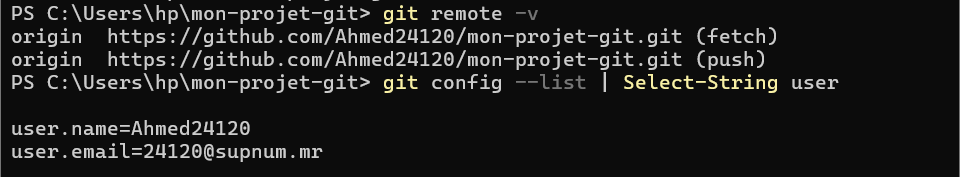 PS C:\Users\hp\mon-projet-git> git remote -v
origin  https://github.com/Ahmed24120/mon-projet-git.git (fetch)
origin  https://github.com/Ahmed24120/mon-projet-git.git (push)
PS C:\Users\hp\mon-projet-git> git config --list | Select-String user
user.name=Ahmed24120
user.email=24120@supnum.mr